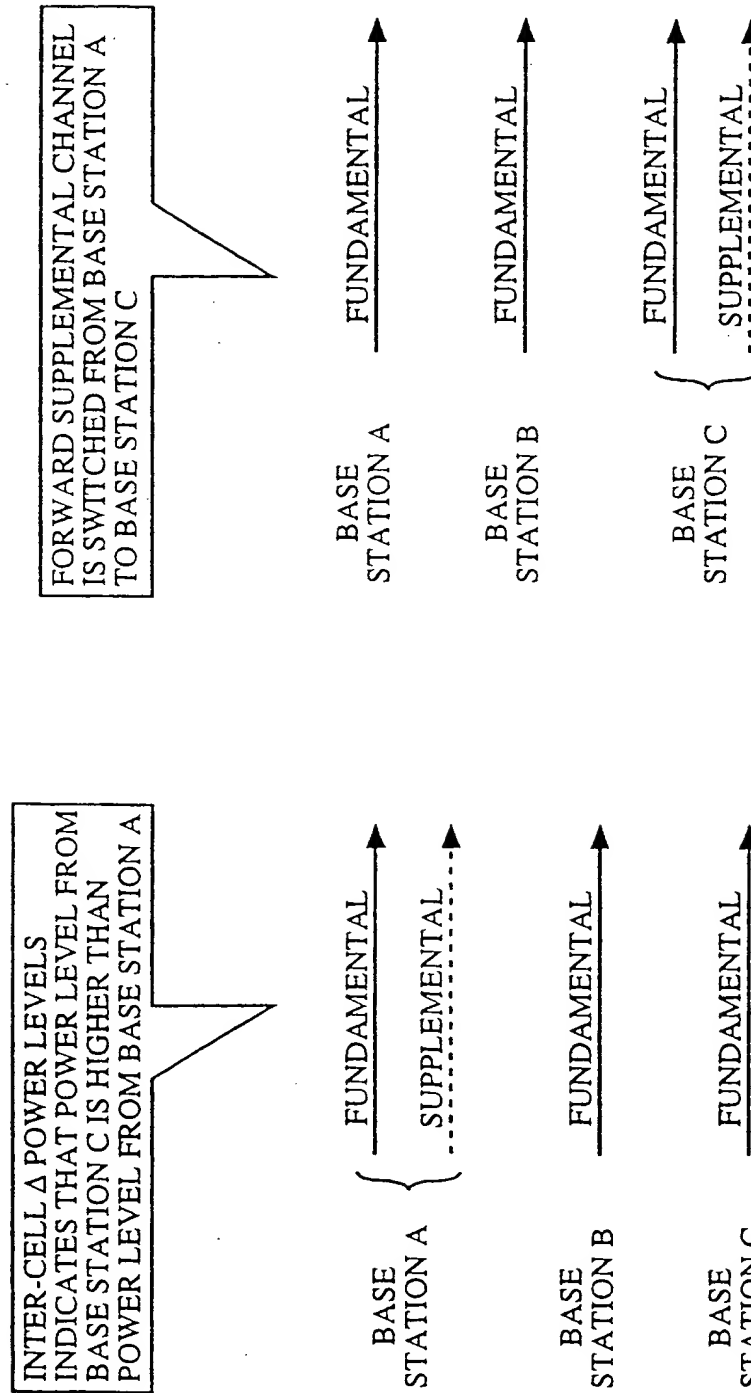 INTER-CELL Δ POWER LEVELS
INDICATES THAT POWER LEVEL FROM
BASE STATION C IS HIGHER THAN
POWER LEVEL FROM BASE STATION A
BASE
STATION A
FUNDAMENTAL
SUPPLEMENTAL
BASE
STATION B
FUNDAMENTAL
BASE
STATION C
FUNDAMENTAL
FORWARD SUPPLEMENTAL CHANNEL
IS SWITCHED FROM BASE STATION A
TO BASE STATION C
BASE
STATION A
FUNDAMENTAL
BASE
STATION B
FUNDAMENTAL
BASE
STATION C
FUNDAMENTAL
SUPPLEMENTAL